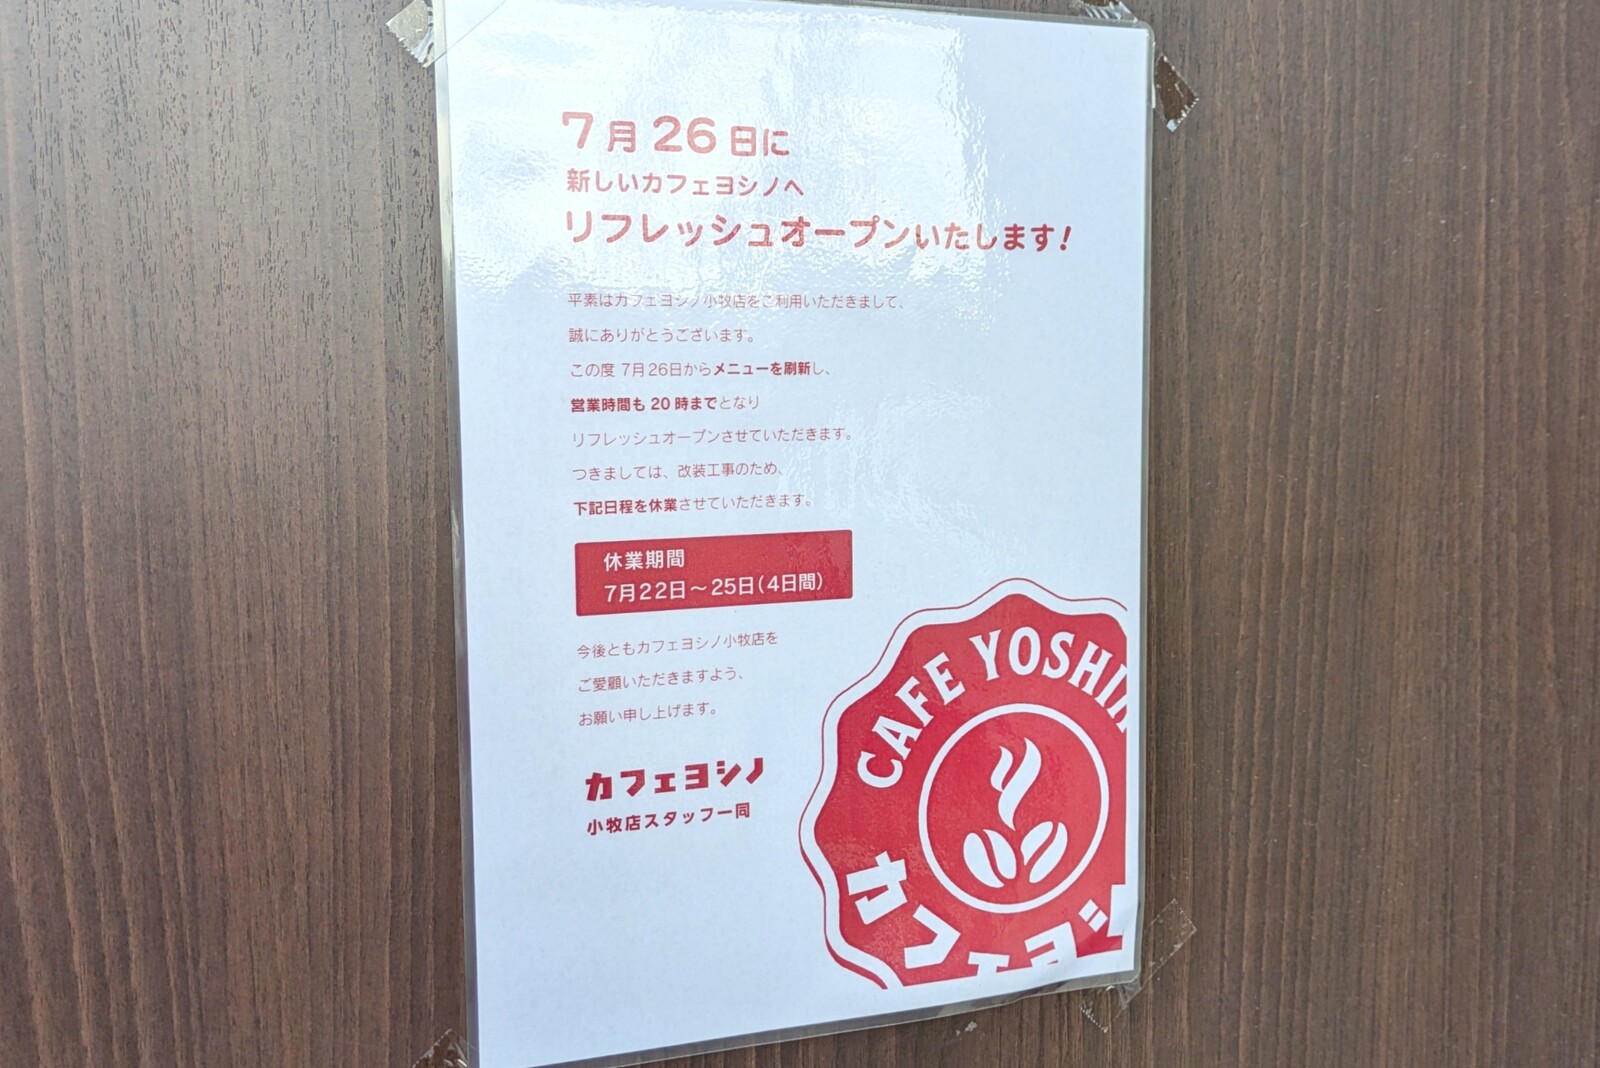 7月26日に
新しいカフェヨシノへ
リフレッシュオープンいたします!
平素はカフェヨシノ小牧店をご利用いただきまして、
誠にありがとうございます。
この度 7月26日からメニューを刷新し、
営業時間も 20 時までとなり
リフレッシュオープンさせていただきます。
つきましては、改装工事のため、
下記日程を休業させていただきます。
休業期間
7月22日~25日(4日間)
今後ともカフェヨシノ小牧店を
ご愛顧いただきますよう、
お願い申し上げます。
カフェヨシノ
小牧店スタッフ一同
CAFE YOSHIN
カフェヨシ